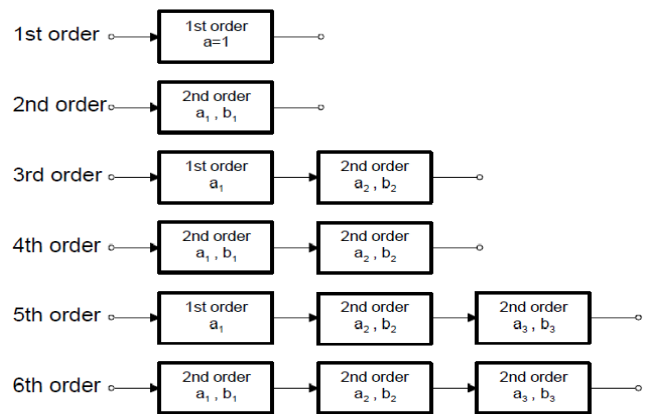 1st order
1st order
a=1
2nd order
2nd order
a₁ , b₁
3rd order
1st order
a₁
2nd order
a₂ , b₂
4th order
2nd order
a₁ , b₁
2nd order
a₂ , b₂
5th order
1st order
a₁
2nd order
a₂ , b₂
2nd order
a₃ , b₃
6th order
2nd order
a₁ , b₁
2nd order
a₂ , b₂
2nd order
a₃ , b₃